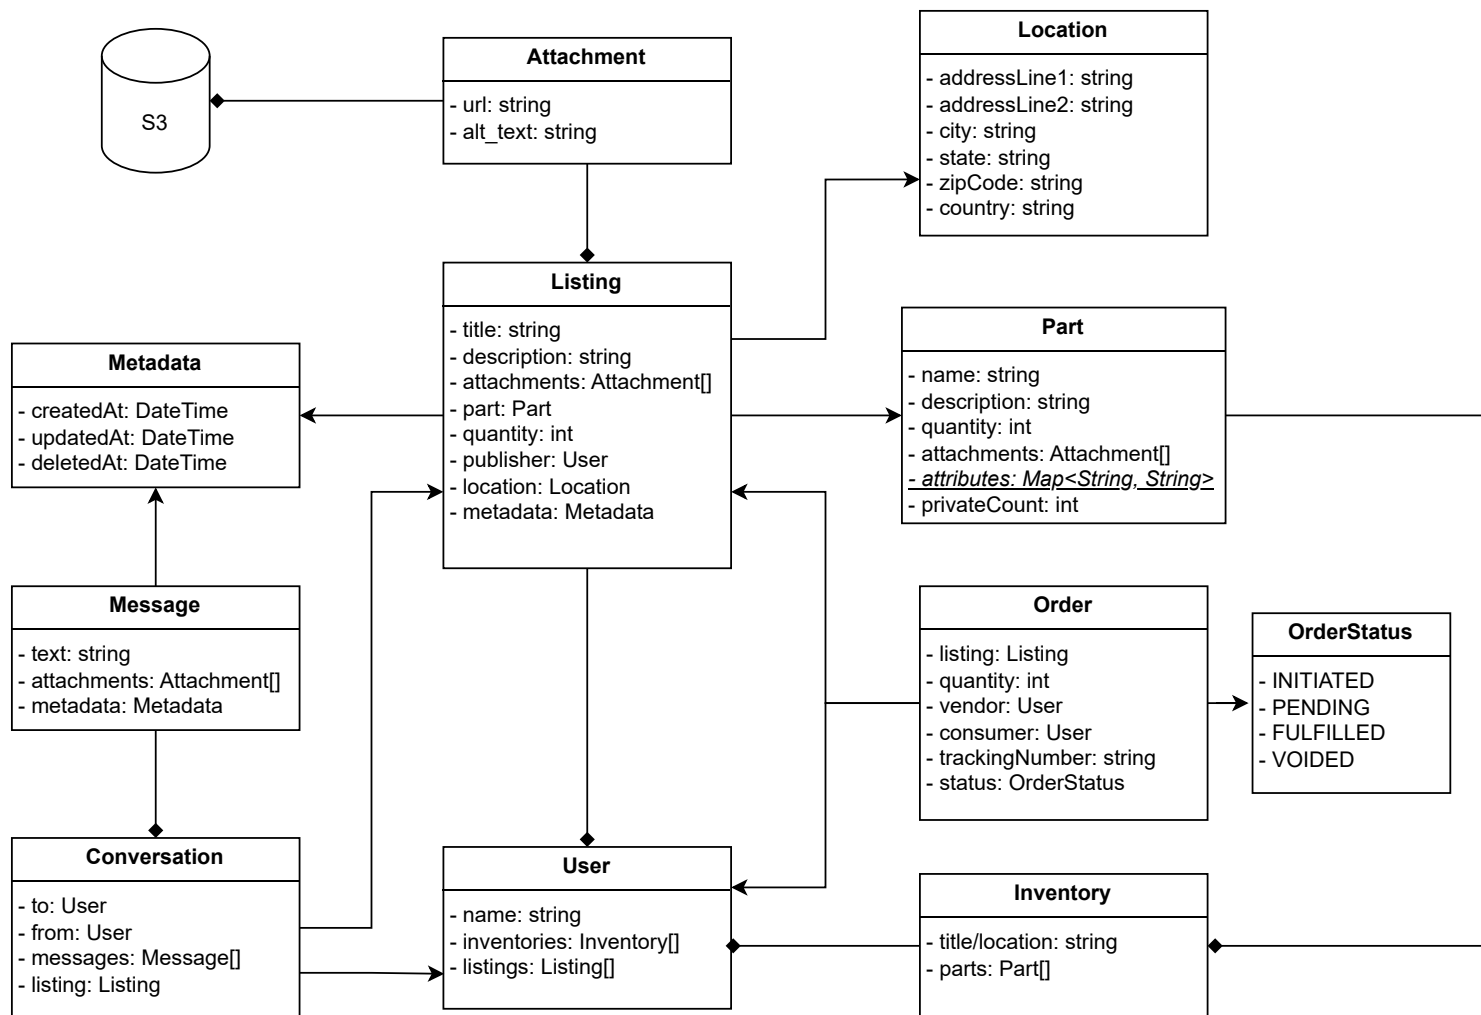 S3
Attachment
- url: string
- alt_text: string
Location
- addressLine1: string
- addressLine2: string
- city: string
- state: string
- zipCode: string
- country: string
Listing
- title: string
- description: string
- attachments: Attachment[]
- part: Part
- quantity: int
- publisher: User
- location: Location
- metadata: Metadata
Part
- name: string
- description: string
- quantity: int
- attachments: Attachment[]
- attributes: Map<String, String>
- privateCount: int
Metadata
- createdAt: DateTime
- updatedAt: DateTime
- deletedAt: DateTime
Message
- text: string
- attachments: Attachment[]
- metadata: Metadata
Order
- listing: Listing
- quantity: int
- vendor: User
- consumer: User
- trackingNumber: string
- status: OrderStatus
OrderStatus
- INITIATED
- PENDING
- FULFILLED
- VOIDED
Conversation
- to: User
- from: User
- messages: Message[]
- listing: Listing
User
- name: string
- inventories: Inventory[]
- listings: Listing[]
Inventory
- title/location: string
- parts: Part[]